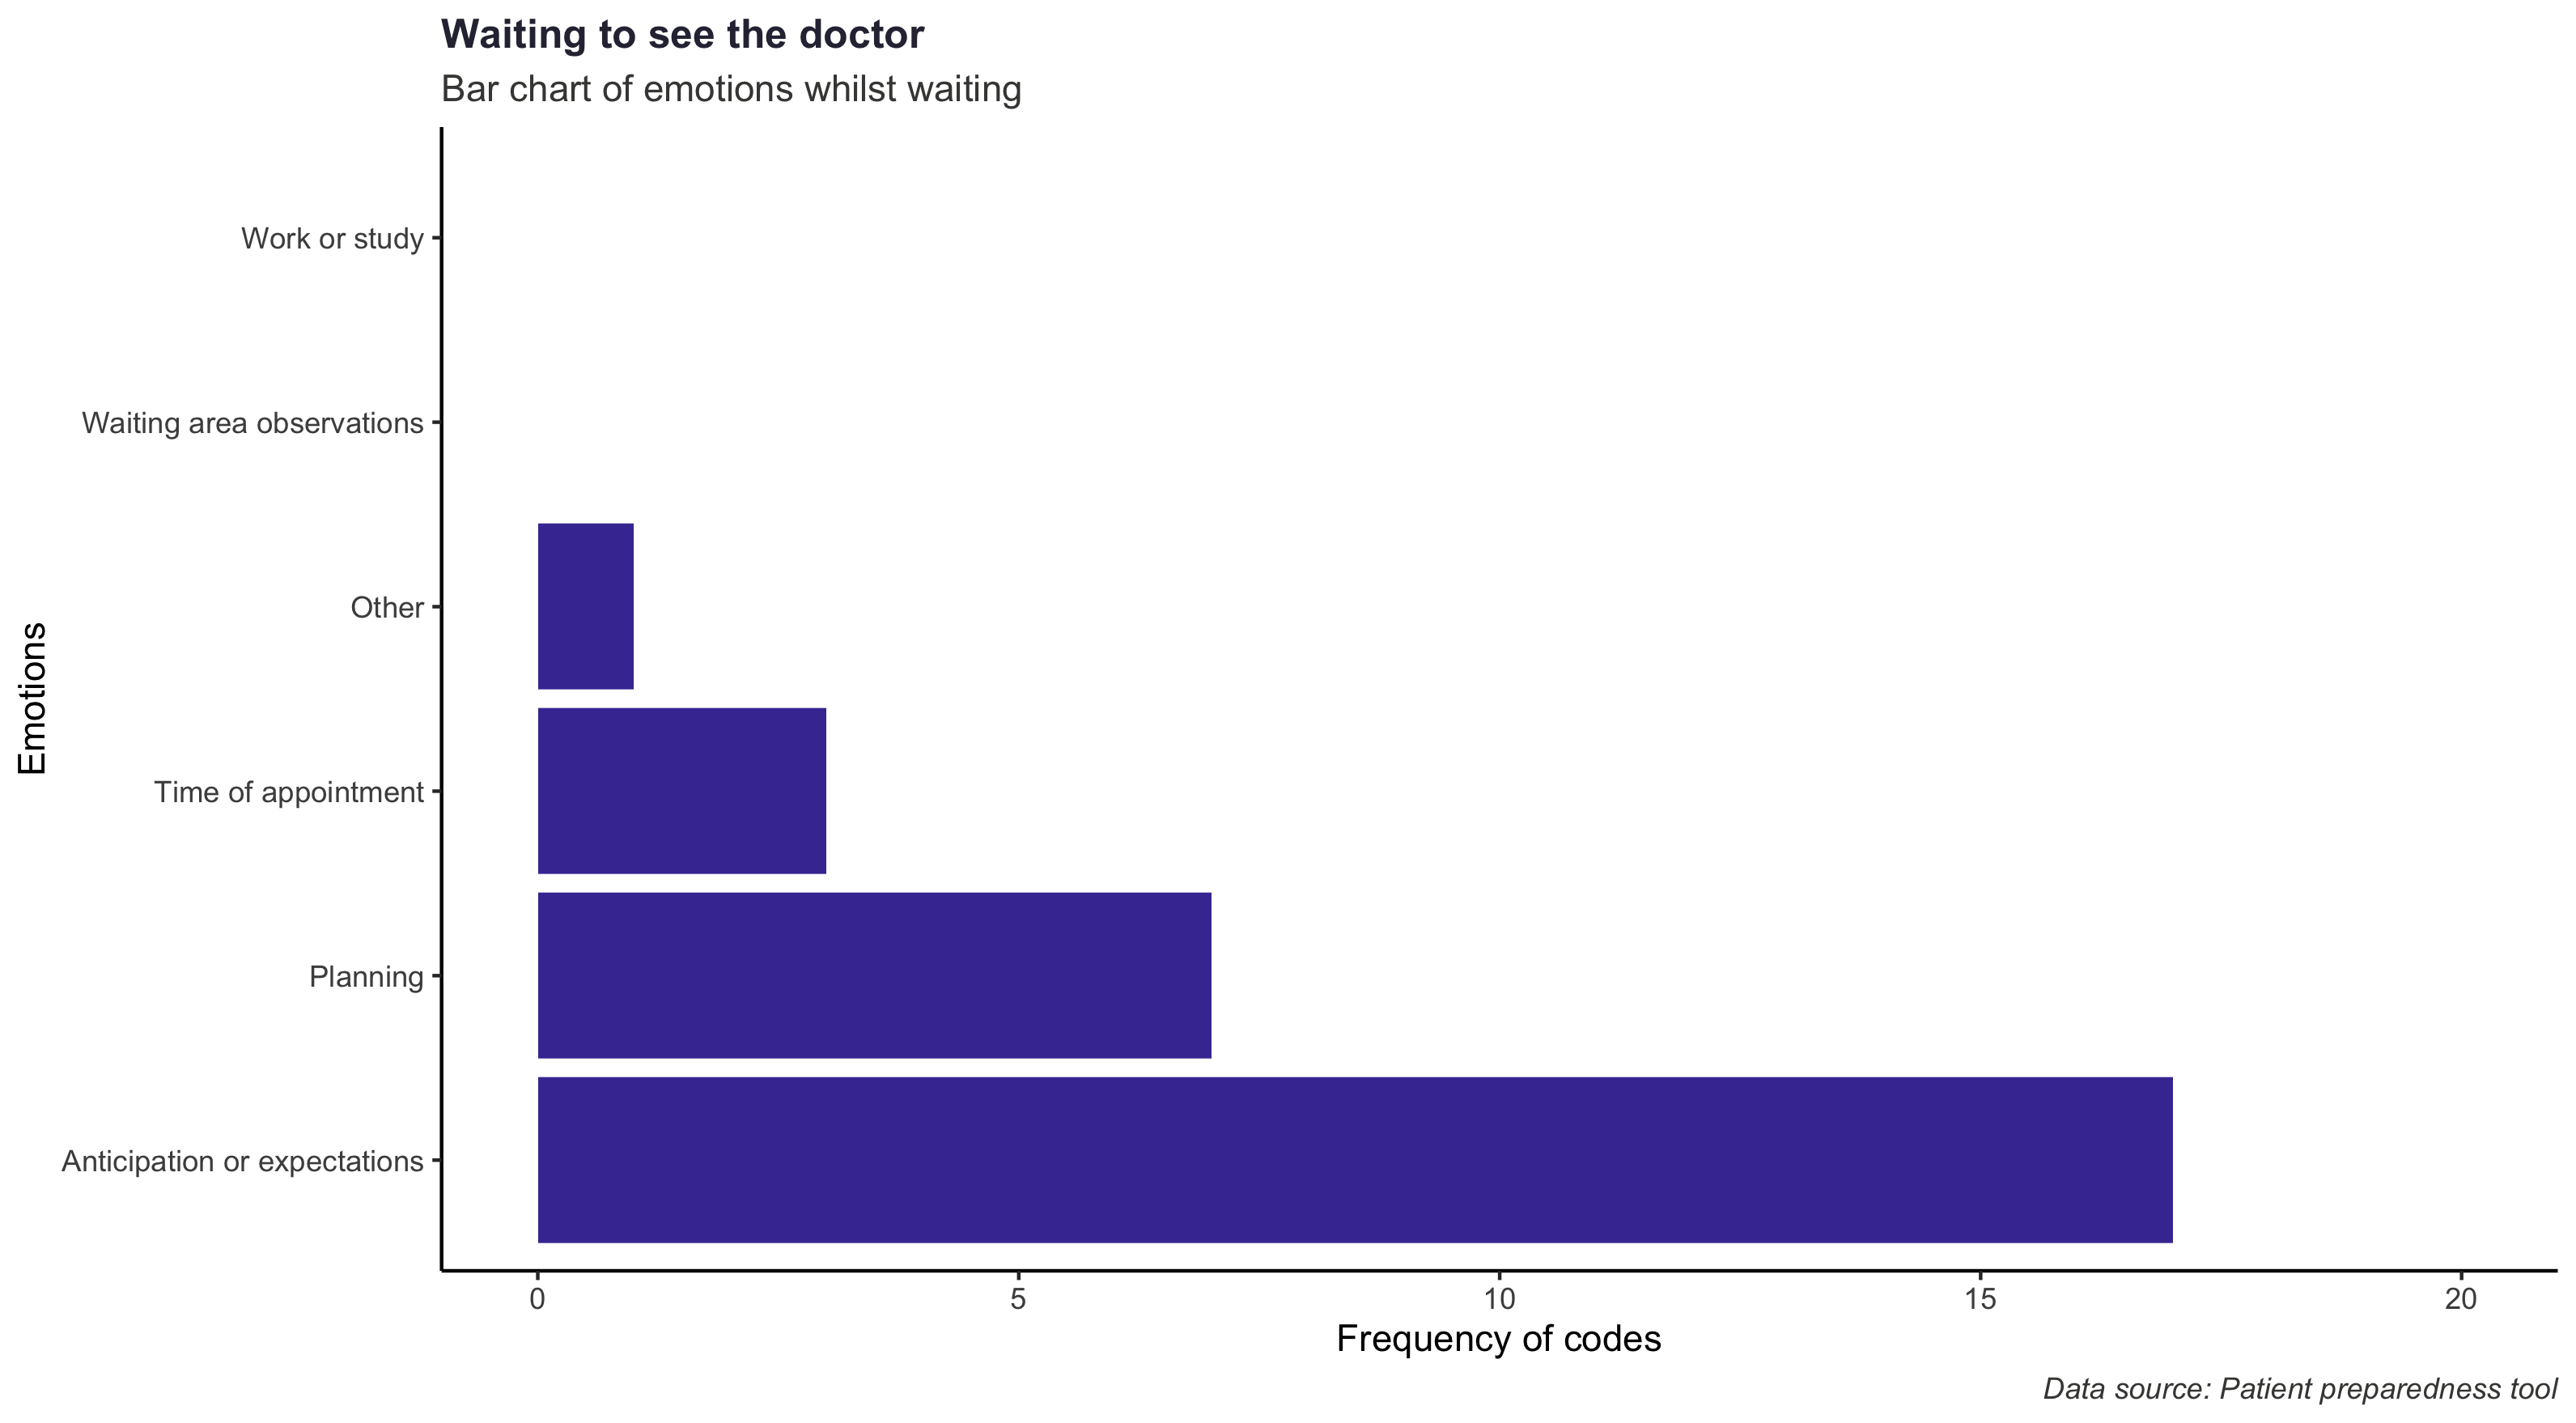 Waiting to see the doctor
Bar chart of emotions whilst waiting
Emotions
Work or study
Waiting area observations
Other
Time of appointment
Planning
Anticipation or expectations
0 5 10 15 20
Frequency of codes
Data source: Patient preparedness tool